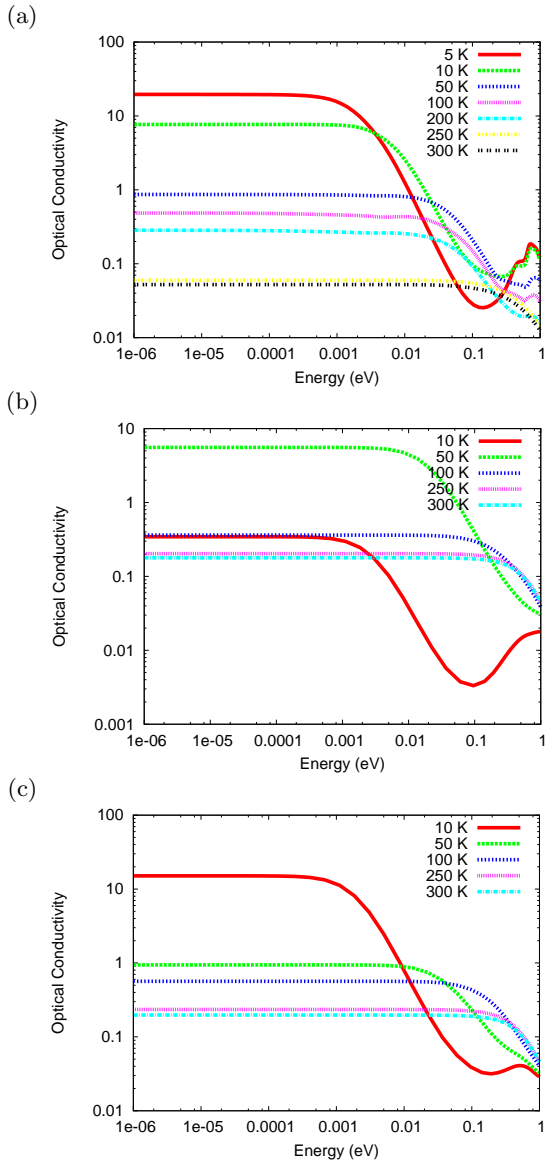 (a)
100
10
1
0.1
0.01
1e-06 1e-05 0.0001 0.001 0.01 0.1 1
Optical Conductivity
Energy (eV)
5 K
10 K
50 K
100 K
200 K
250 K
300 K
(b)
10
1
0.1
0.01
0.001
1e-06 1e-05 0.0001 0.001 0.01 0.1 1
Optical Conductivity
Energy (eV)
10 K
50 K
100 K
250 K
300 K
(c)
100
10
1
0.1
0.01
1e-06 1e-05 0.0001 0.001 0.01 0.1 1
Optical Conductivity
Energy (eV)
10 K
50 K
100 K
250 K
300 K